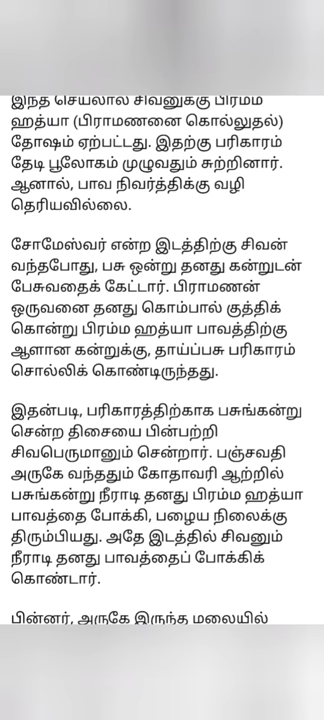 இந்த செயலால் சிவனுக்கு பிரம்ம
ஹத்யா (பிராமணனை கொல்லுதல்)
தோஷம் ஏற்பட்டது. இதற்கு பரிகாரம்
தேடி பூலோகம் முழுவதும் சுற்றினார்.
ஆனால், பாவ நிவர்த்திக்கு வழி
தெரியவில்லை.
சோமேஸ்வர் என்ற இடத்திற்கு சிவன்
வந்தபோது, பசு ஒன்று தனது கன்றுடன்
பேசுவதைக் கேட்டார். பிராமணன்
ஒருவனை தனது கொம்பால் குத்திக்
கொன்று பிரம்ம ஹத்யா பாவத்திற்கு
ஆளான கன்றுக்கு, தாய்ப்பசு பரிகாரம்
சொல்லிக் கொண்டிருந்தது.
இதன்படி, பரிகாரத்திற்காக பசுங்கன்று
சென்ற திசையை பின்பற்றி
சிவபெருமானும் சென்றார். பஞ்சவதி
அருகே வந்ததும் கோதாவரி ஆற்றில்
பசுங்கன்று நீராடி தனது பிரம்ம ஹத்யா
பாவத்தை போக்கி, பழைய நிலைக்கு
திரும்பியது. அதே இடத்தில் சிவனும்
நீராடி தனது பாவத்தைப் போக்கிக்
கொண்டார்.
பின்னர், அருகே இருந்த மலையில்